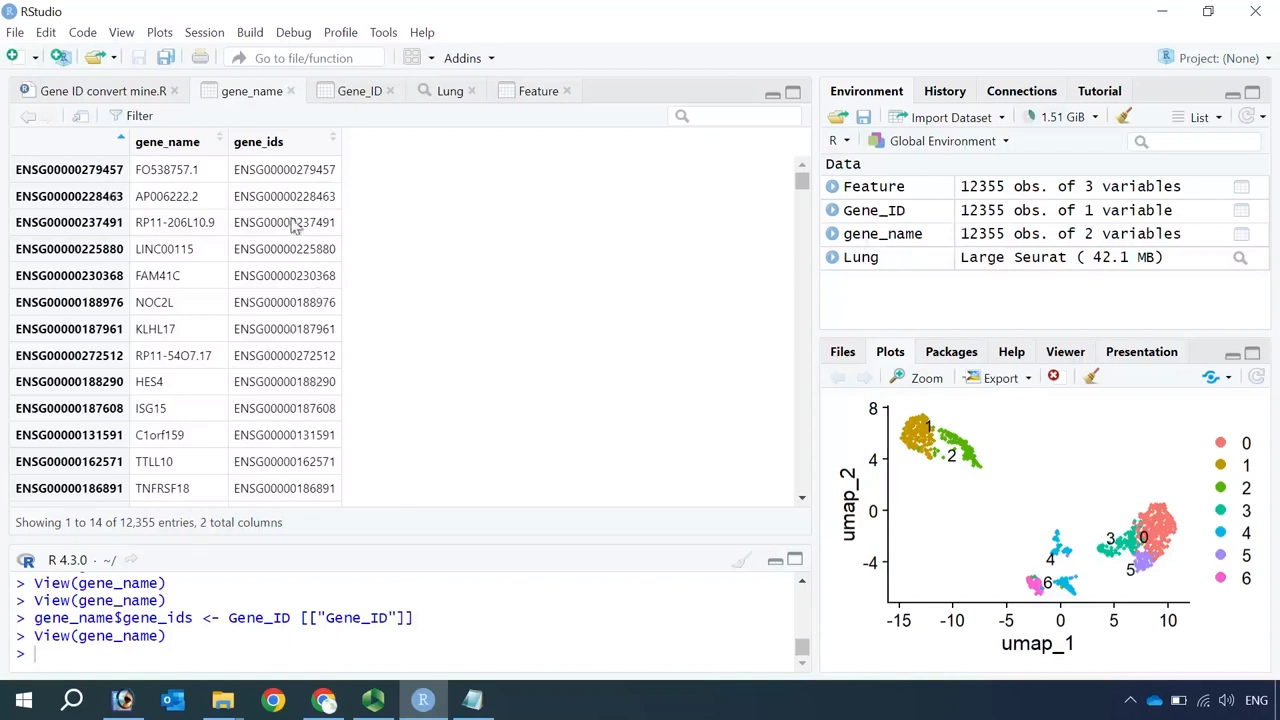 RStudio
File Edit Code View Plots Session Build Debug Profile Tools Help
Go to file/function Addins Project: (None)
Gene ID convert mine.R gene_name Gene_ID Lung Feature
Filter
gene_name gene_ids
ENSG00000279457 FO538757.1 ENSG00000279457
ENSG00000228463 AP006222.2 ENSG00000228463
ENSG00000237491 RP11-206L10.9 ENSG00000237491
ENSG00000225880 LINC00115 ENSG00000225880
ENSG00000230368 FAM41C ENSG00000230368
ENSG00000188976 NOC2L ENSG00000188976
ENSG00000187961 KLHL17 ENSG00000187961
ENSG00000272512 RP11-54O7.17 ENSG00000272512
ENSG00000188290 HES4 ENSG00000188290
ENSG00000187608 ISG15 ENSG00000187608
ENSG00000131591 C1orf159 ENSG00000131591
ENSG00000162571 TTLL10 ENSG00000162571
ENSG00000186891 TNFRSF18 ENSG00000186891
Showing 1 to 14 of 12,355 entries, 2 total columns
R 4.3.0 · ~/
> View(gene_name)
> View(gene_name)
> gene_name$gene_ids <- Gene_ID [["Gene_ID"]]
> View(gene_name)
>
Environment History Connections Tutorial
Import Dataset 1.51 GiB List
R Global Environment
Data
Feature 12355 obs. of 3 variables
Gene_ID 12355 obs. of 1 variable
gene_name 12355 obs. of 2 variables
Lung Large Seurat ( 42.1 MB)
Files Plots Packages Help Viewer Presentation
Zoom Export
8
4
0
-4
umap_2
-15 -10 -5 0 5 10
umap_1
1
2
3
0
4
5
6
0
1
2
3
4
5
6
ENG